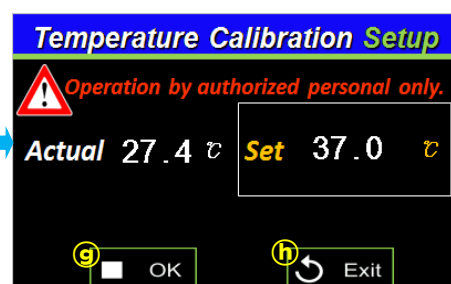 Temperature Calibration Setup
Operation by authorized personal only.
Actual 27.4 ℃ Set 37.0 ℃
ⓖ OK ⓗ Exit